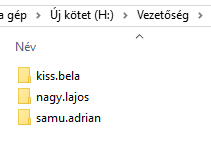 a gép > Új kötet (H:) > Vezetőség >
Név
kiss.bela
nagy.lajos
samu.adrian